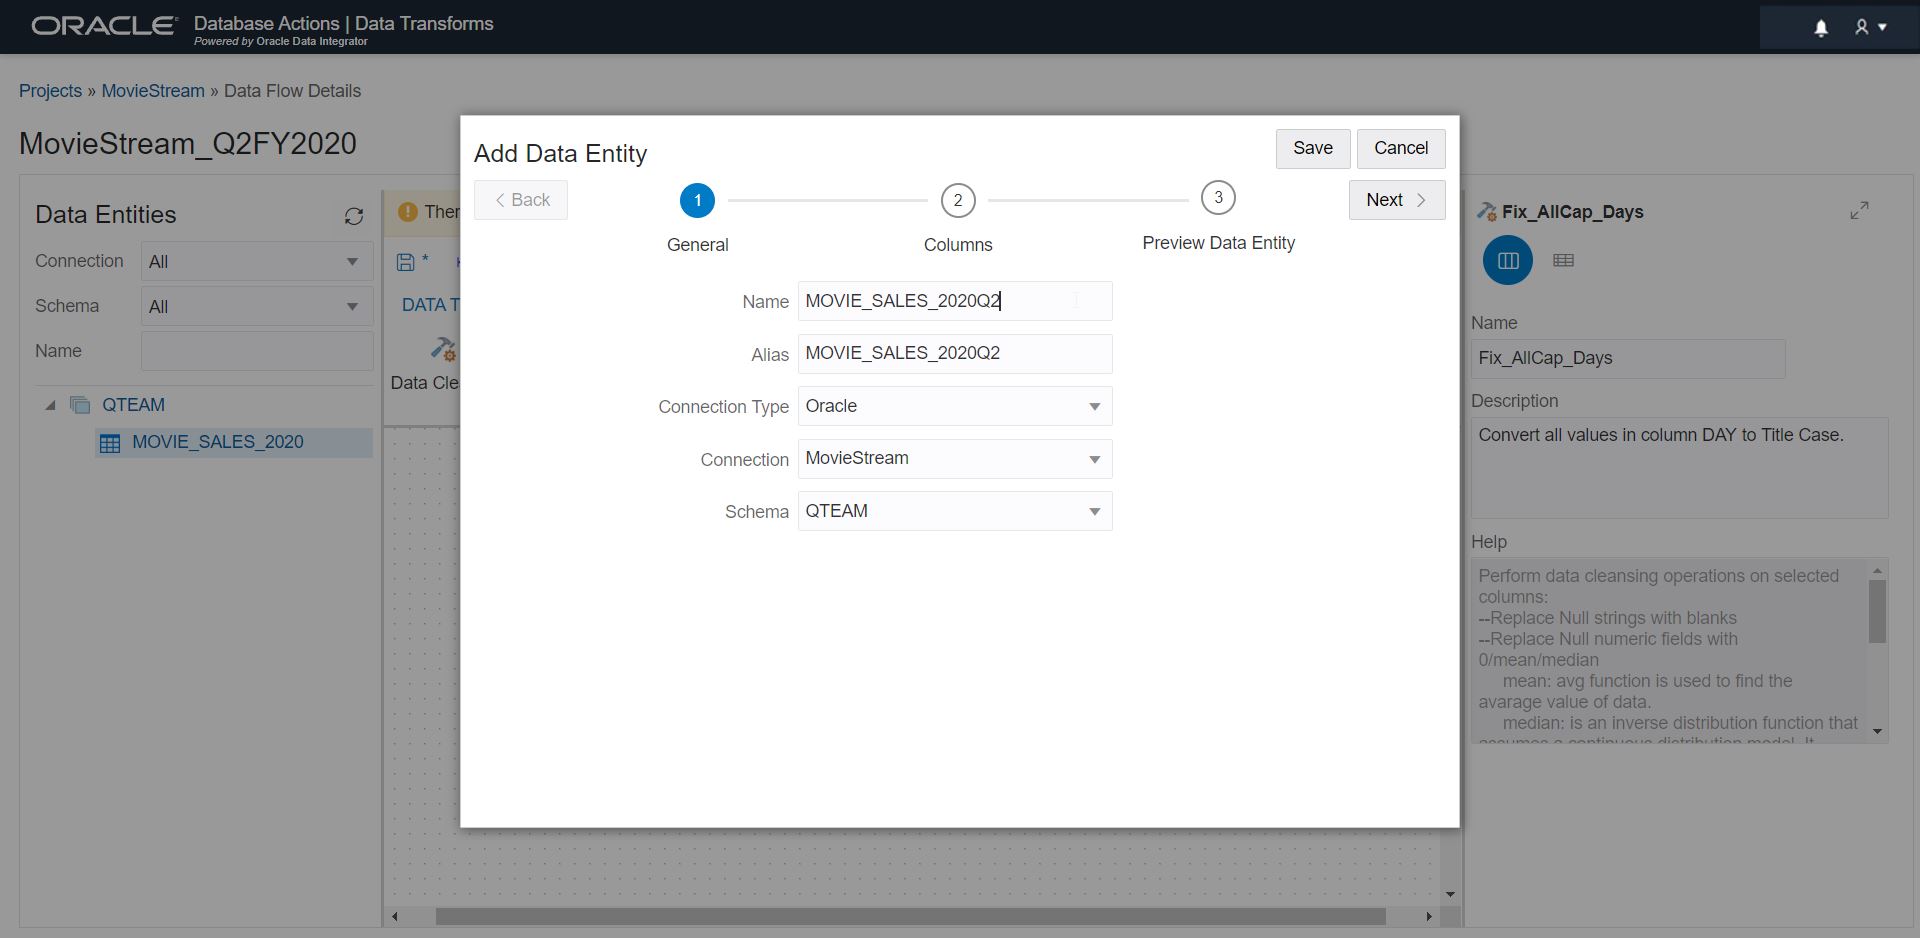 ORACLE Database Actions | Data Transforms
Powered by Oracle Data Integrator
Projects » MovieStream » Data Flow Details
MovieStream_Q2FY2020
Data Entities
Connection All
Schema All
Name
QTEAM
MOVIE_SALES_2020
DATA T
Data Cle
Add Data Entity
Save Cancel
Back
1 2 3
Next
General Columns Preview Data Entity
Name MOVIE_SALES_2020Q2
Alias MOVIE_SALES_2020Q2
Connection Type Oracle
Connection MovieStream
Schema QTEAM
Fix_AllCap_Days
Name
Fix_AllCap_Days
Description
Convert all values in column DAY to Title Case.
Help
Perform data cleansing operations on selected
columns:
--Replace Null strings with blanks
--Replace Null numeric fields with
0/mean/median
mean: avg function is used to find the
avarage value of data.
median: is an inverse distribution function that
assumes a continuous distribution model. It